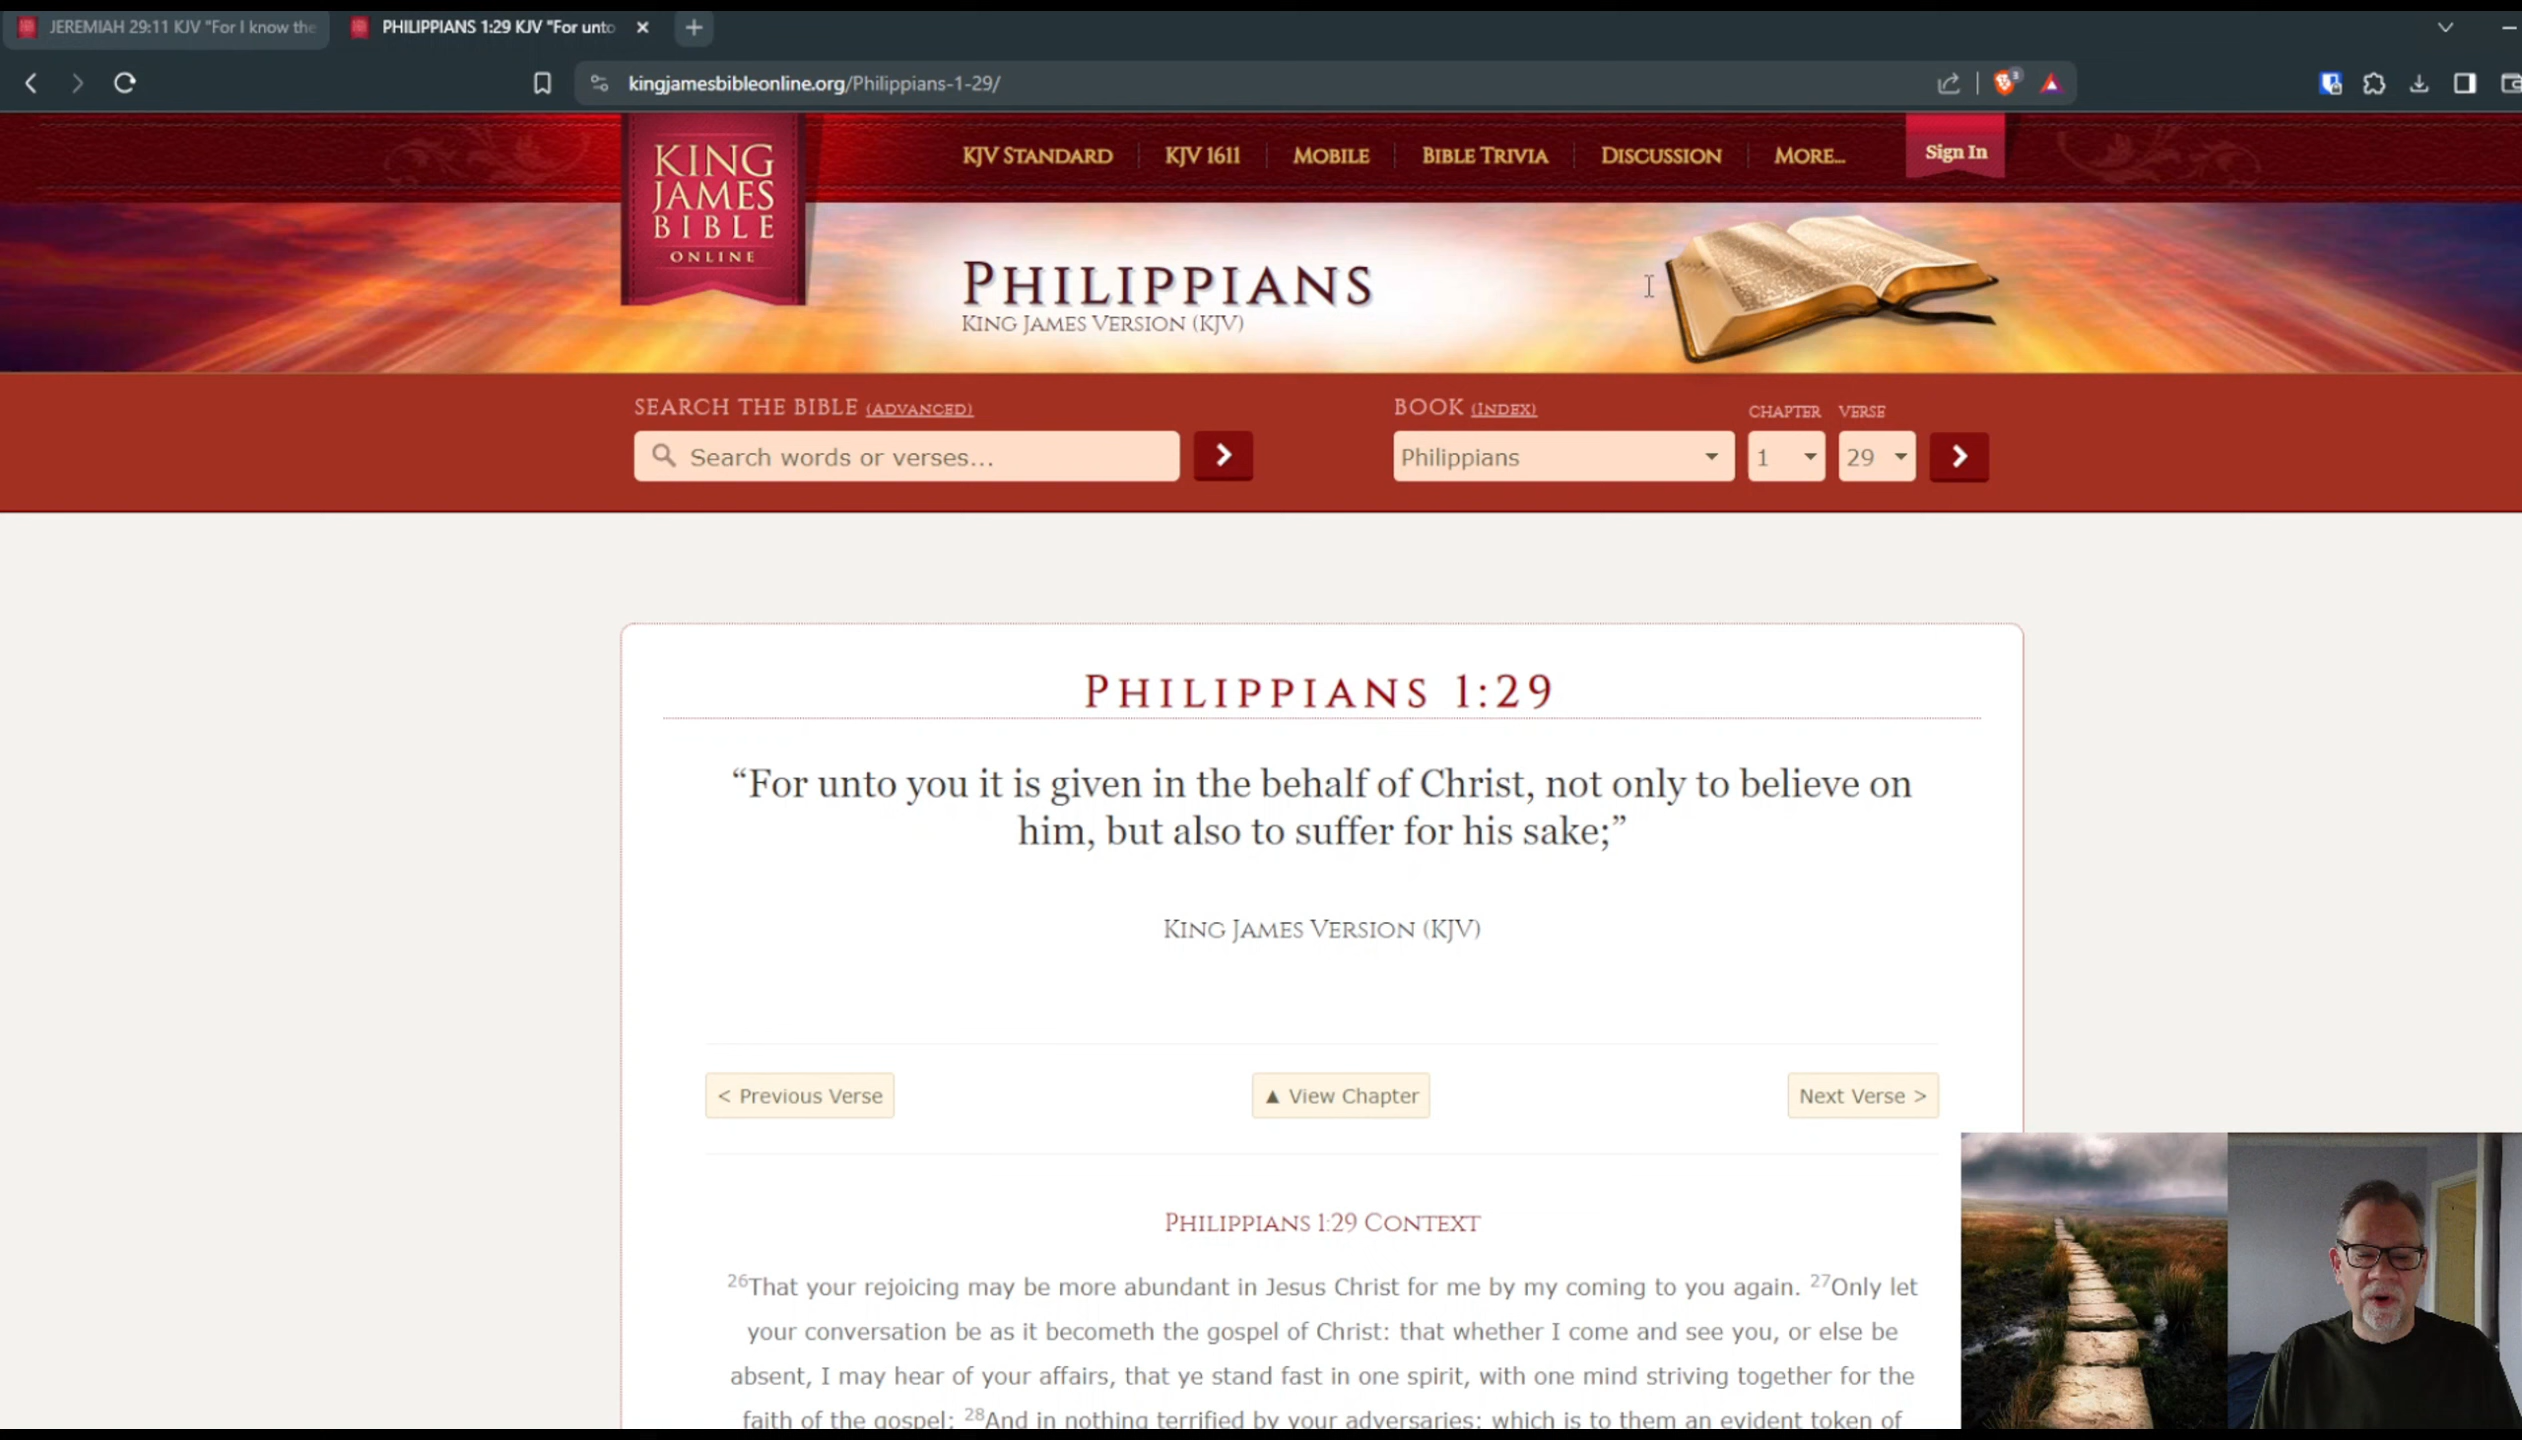 JEREMIAH 29:11 KJV "For I know the
PHILIPPIANS 1:29 KJV "For unto
kingjamesbibleonline.org/Philippians-1-29/
KING
JAMES
BIBLE
ONLINE
KJV STANDARD
KJV 1611
MOBILE
BIBLE TRIVIA
DISCUSSION
MORE...
Sign In
PHILIPPIANS
KING JAMES VERSION (KJV)
SEARCH THE BIBLE (ADVANCED)
Search words or verses...
BOOK (INDEX)
CHAPTER
VERSE
Philippians
1
29
PHILIPPIANS 1:29
“For unto you it is given in the behalf of Christ, not only to believe on
him, but also to suffer for his sake;”
KING JAMES VERSION (KJV)
< Previous Verse
▲ View Chapter
Next Verse >
PHILIPPIANS 1:29 CONTEXT
26That your rejoicing may be more abundant in Jesus Christ for me by my coming to you again. 27Only let
your conversation be as it becometh the gospel of Christ: that whether I come and see you, or else be
absent, I may hear of your affairs, that ye stand fast in one spirit, with one mind striving together for the
faith of the gospel; 28And in nothing terrified by your adversaries: which is to them an evident token of